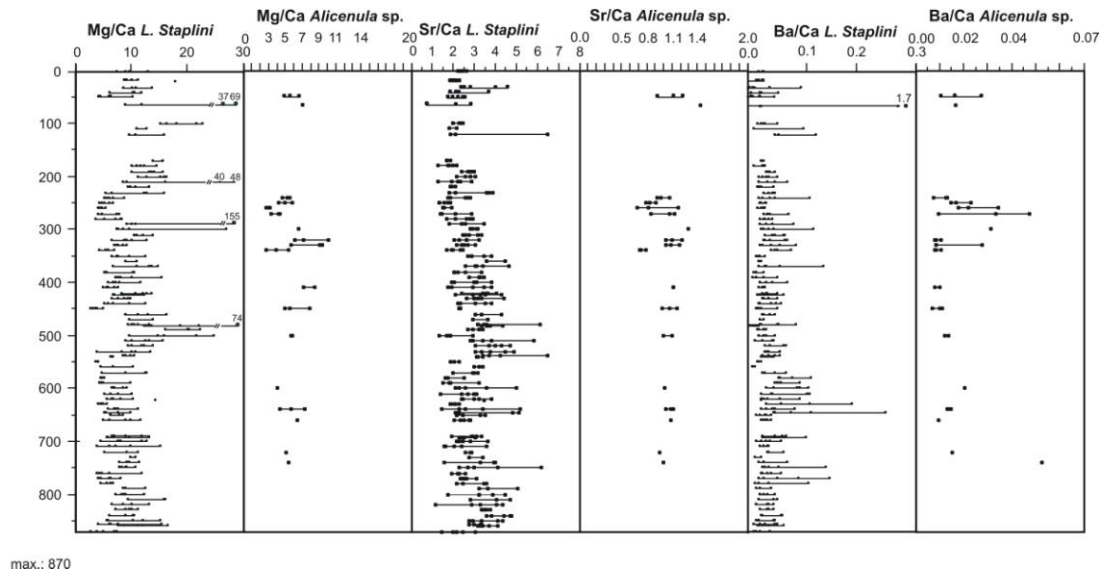 Mg/Ca L. Staplini
Mg/Ca Alicenula sp.
Sr/Ca L. Staplini
Sr/Ca Alicenula sp.
Ba/Ca L. Staplini
Ba/Ca Alicenula sp.
0 10 20 30
3 5 7 9 11 14 20
0 1 2 3 4 5 6 7 8
.0 0.5 0.8 1.1 1.4 2.0
.0 0.1 0.2 0.3
0.00 0.02 0.04 0.07
0
37 69
1.7
100
200
40 48
155
300
400
74
500
600
700
800
max.: 870